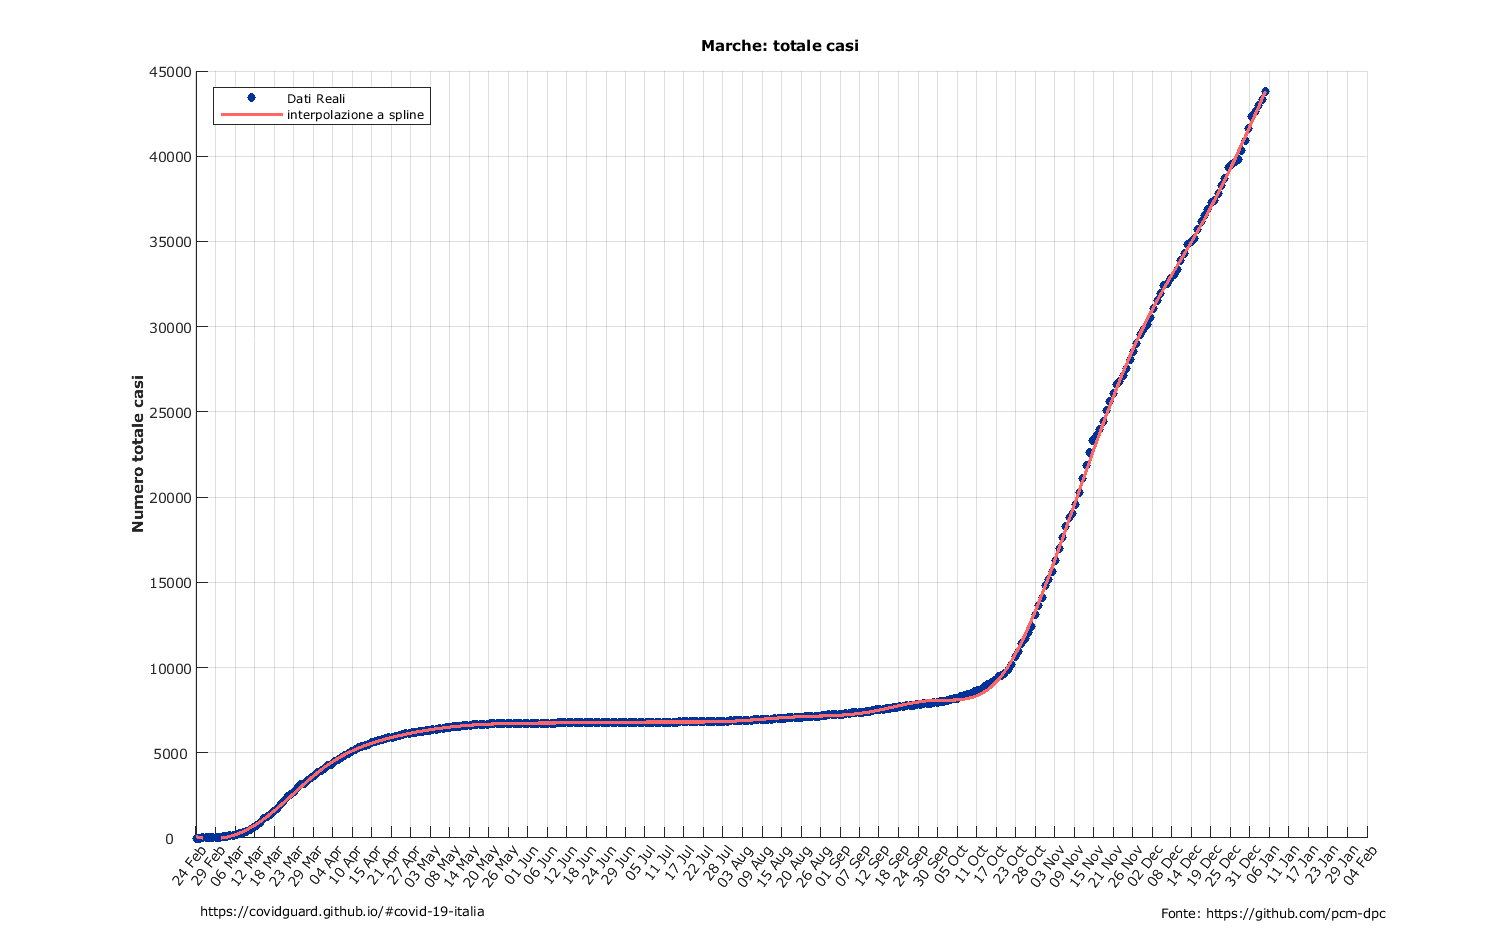 Marche: totale casi
45000
40000
35000
30000
25000
20000
15000
10000
5000
0
Dati Reali
interpolazione a spline
Numero totale casi
24 Feb
29 Feb
06 Mar
12 Mar
18 Mar
23 Mar
29 Mar
04 Apr
10 Apr
15 Apr
21 Apr
27 Apr
03 May
08 May
14 May
20 May
26 May
01 Jun
06 Jun
12 Jun
18 Jun
24 Jun
29 Jun
05 Jul
11 Jul
17 Jul
22 Jul
28 Jul
03 Aug
09 Aug
15 Aug
20 Aug
26 Aug
01 Sep
07 Sep
12 Sep
18 Sep
24 Sep
30 Sep
05 Oct
11 Oct
17 Oct
23 Oct
28 Oct
03 Nov
09 Nov
15 Nov
21 Nov
26 Nov
02 Dec
08 Dec
14 Dec
19 Dec
25 Dec
31 Dec
06 Jan
11 Jan
17 Jan
23 Jan
29 Jan
04 Feb
https://covidguard.github.io/#covid-19-italia
Fonte: https://github.com/pcm-dpc